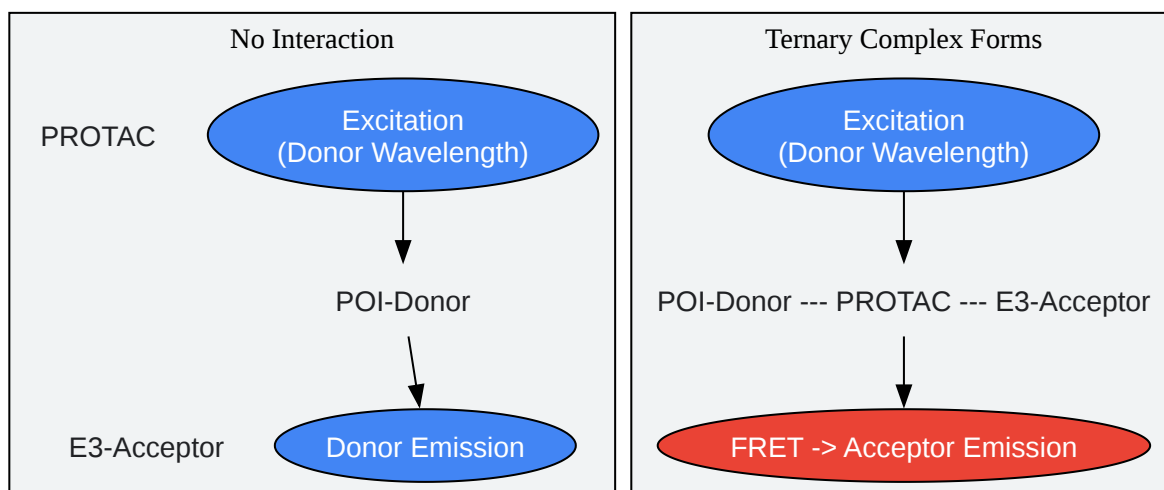 No Interaction
PROTAC
Excitation
(Donor Wavelength)
POI-Donor
E3-Acceptor
Donor Emission
Ternary Complex Forms
Excitation
(Donor Wavelength)
POI-Donor --- PROTAC --- E3-Acceptor
FRET -> Acceptor Emission